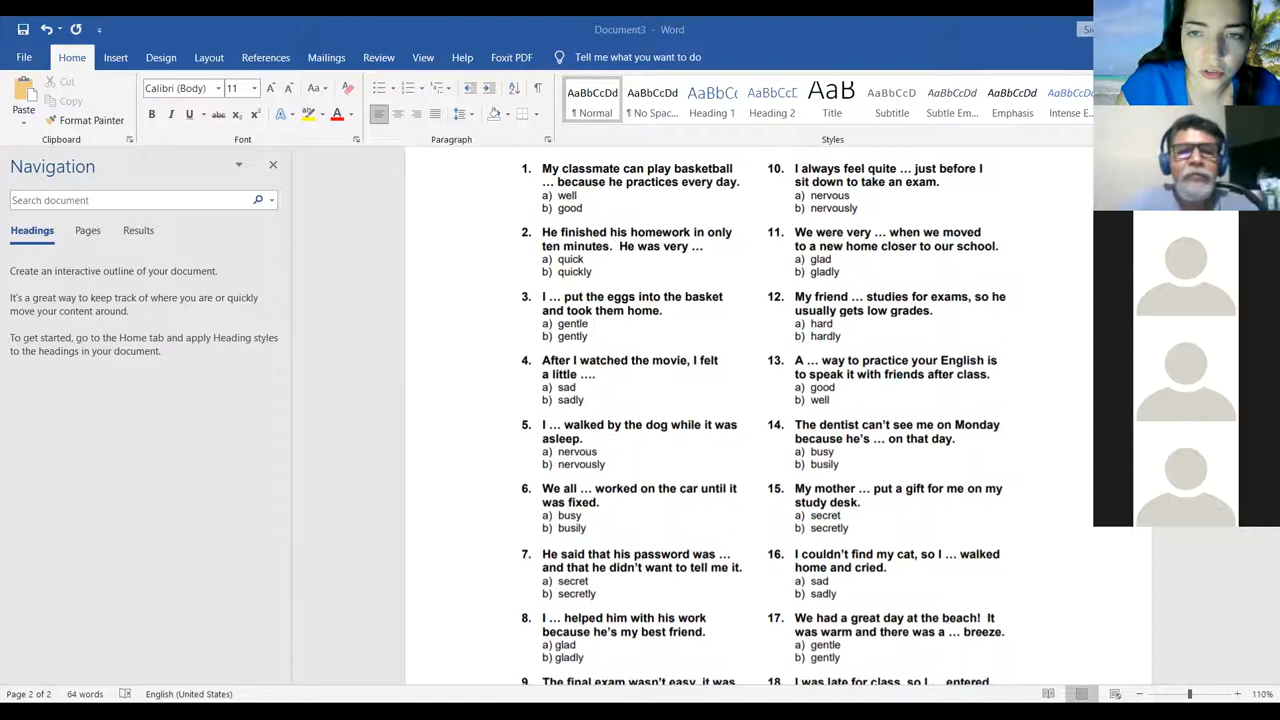 Document3 - Word
File Home Insert Design Layout References Mailings Review View Help Foxit PDF Tell me what you want to do
Paste
Cut
Copy
Format Painter
Clipboard
Calibri (Body) 11
Font
Paragraph
AaBbCcDd AaBbCcDd AaBbCc AaBbCcD AaB AaBbCcDd AaBbCcDd AaBbCcDd AaBbCcDd
¶ Normal ¶ No Spac... Heading 1 Heading 2 Title Subtitle Subtle Em... Emphasis Intense E...
Styles
Navigation
Search document
Headings Pages Results
Create an interactive outline of your document.
It's a great way to keep track of where you are or quickly
move your content around.
To get started, go to the Home tab and apply Heading styles
to the headings in your document.
1. My classmate can play basketball
… because he practices every day.
a) well
b) good
2. He finished his homework in only
ten minutes. He was very …
a) quick
b) quickly
3. I … put the eggs into the basket
and took them home.
a) gentle
b) gently
4. After I watched the movie, I felt
a little ….
a) sad
b) sadly
5. I … walked by the dog while it was
asleep.
a) nervous
b) nervously
6. We all … worked on the car until it
was fixed.
a) busy
b) busily
7. He said that his password was …
and that he didn't want to tell me it.
a) secret
b) secretly
8. I … helped him with his work
because he's my best friend.
a) glad
b) gladly
9. The final exam wasn't easy, it was
10. I always feel quite … just before I
sit down to take an exam.
a) nervous
b) nervously
11. We were very … when we moved
to a new home closer to our school.
a) glad
b) gladly
12. My friend … studies for exams, so he
usually gets low grades.
a) hard
b) hardly
13. A … way to practice your English is
to speak it with friends after class.
a) good
b) well
14. The dentist can't see me on Monday
because he's … on that day.
a) busy
b) busily
15. My mother … put a gift for me on my
study desk.
a) secret
b) secretly
16. I couldn't find my cat, so I … walked
home and cried.
a) sad
b) sadly
17. We had a great day at the beach! It
was warm and there was a … breeze.
a) gentle
b) gently
18. I was late for class, so I … entered
Page 2 of 2 64 words English (United States) 110%